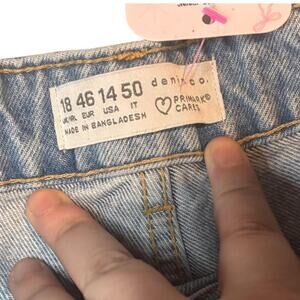 18 46 14 50 denim co.
UK/IRL EUR USA IT
MADE IN BANGLADESH
PRIMARK®
CARES